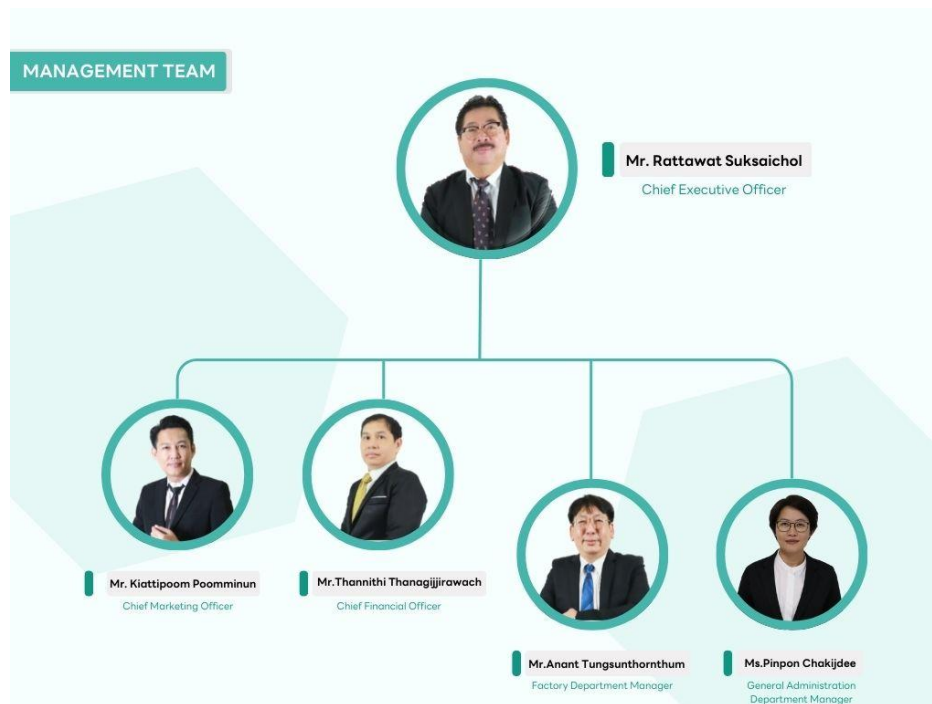 MANAGEMENT TEAM
Mr. Rattawat Suksaichol
Chief Executive Officer
Mr. Kiattipoom Poomminun
Chief Marketing Officer
Mr.Thannithi Thanagijjirawach
Chief Financial Officer
Mr.Anant Tungsunthornthum
Factory Department Manager
Ms.Pinpon Chakijdee
General Administration
Department Manager